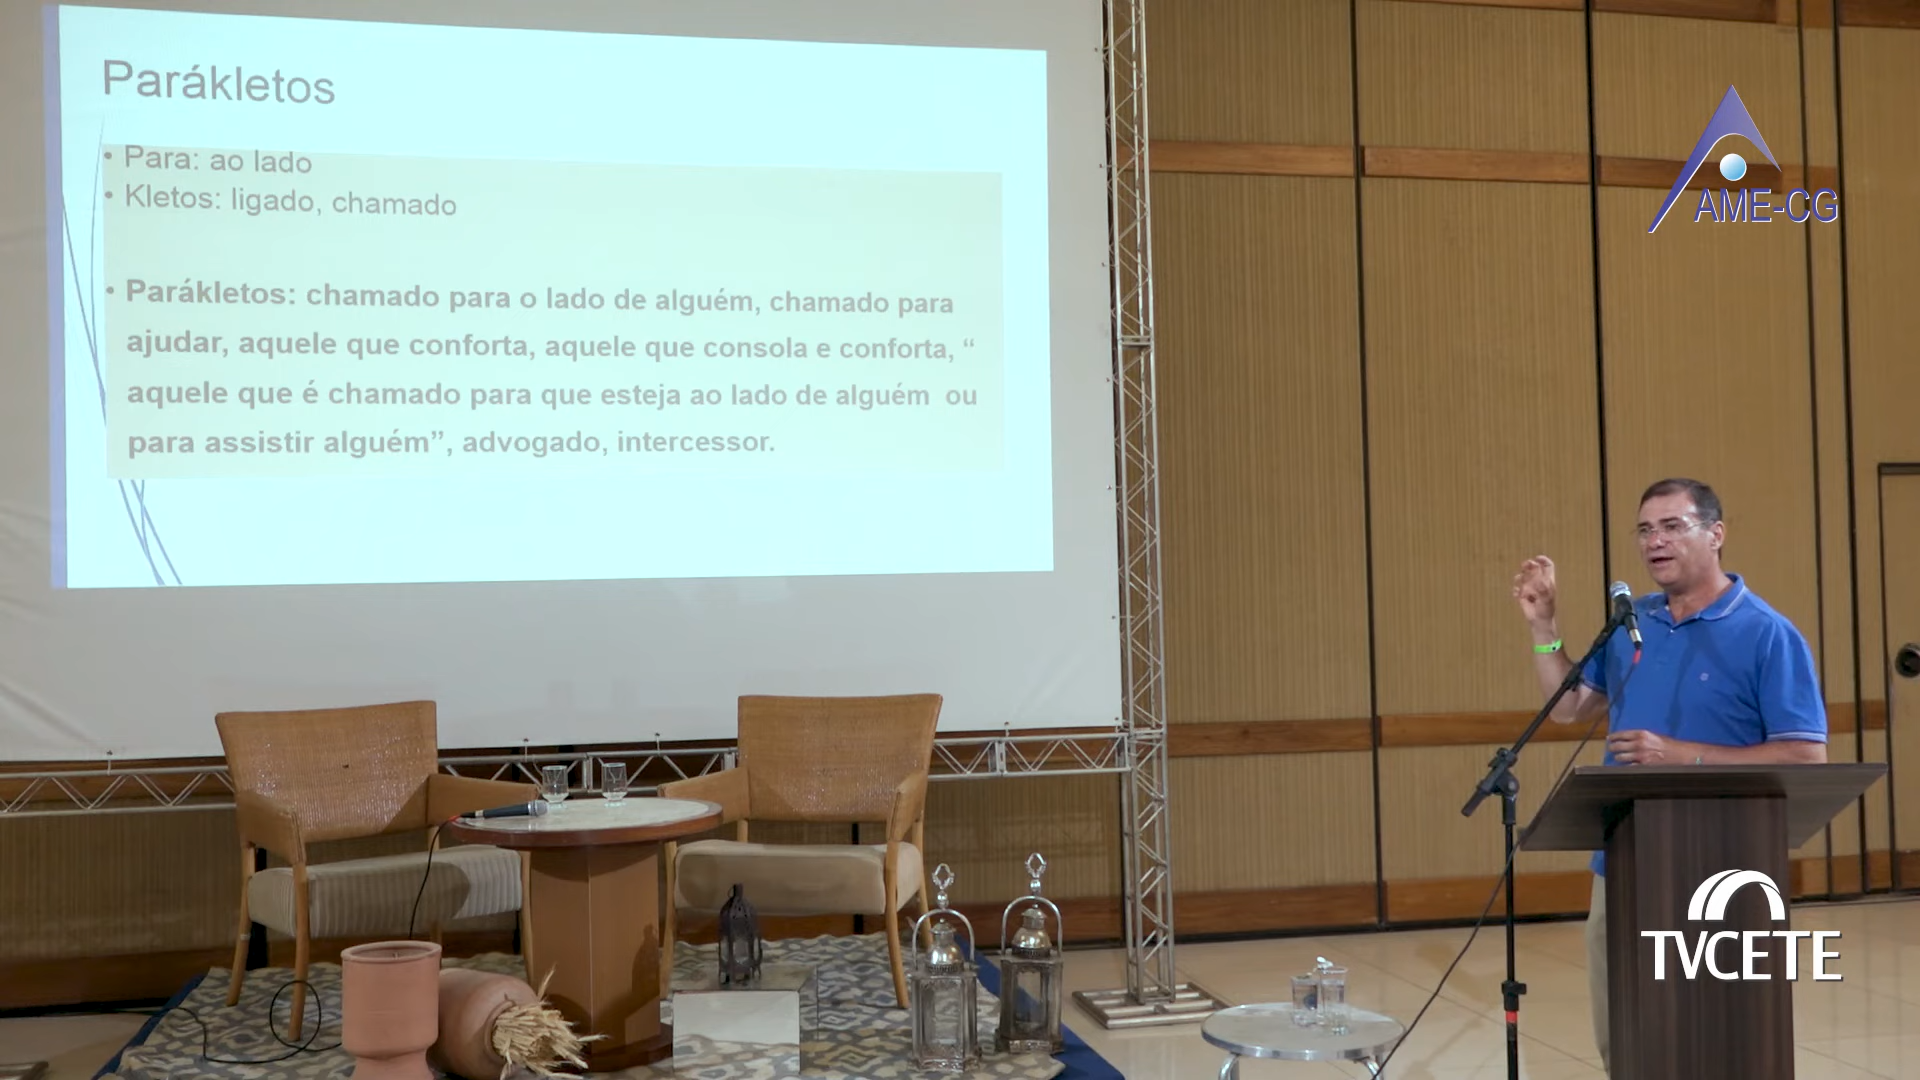 Parákletos
• Para: ao lado
• Kletos: ligado, chamado
• Parákletos: chamado para o lado de alguém, chamado para
ajudar, aquele que conforta, aquele que consola e conforta, “
aquele que é chamado para que esteja ao lado de alguém ou
para assistir alguém”, advogado, intercessor.
AME-CG
TVCETE